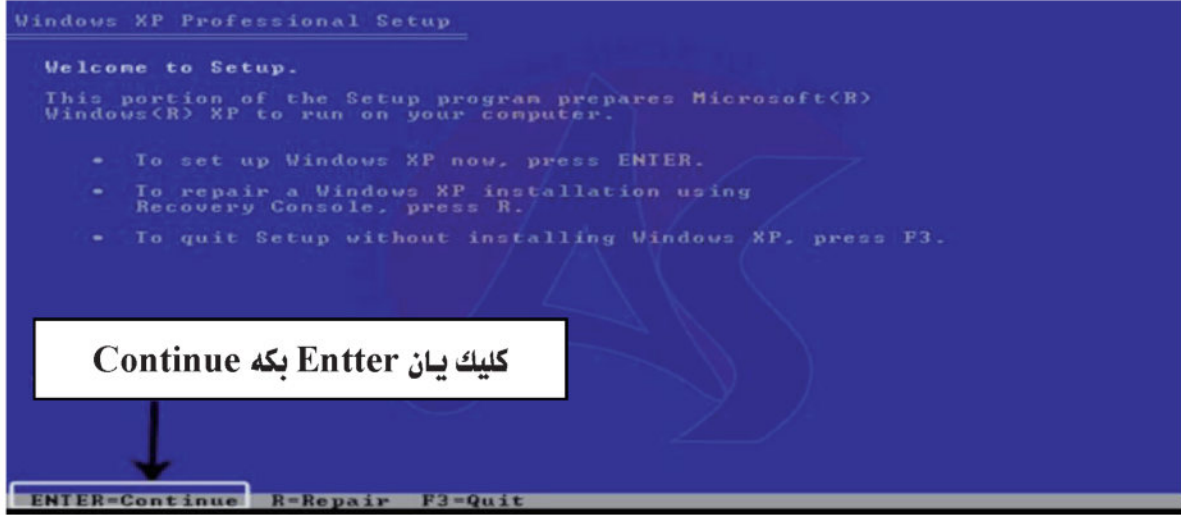 Windows XP Professional Setup
Welcome to Setup.
This portion of the Setup program prepares Microsoft(R)
Windows(R) XP to run on your computer.
• To set up Windows XP now, press ENTER.
• To repair a Windows XP installation using
Recovery Console, press R.
• To quit Setup without installing Windows XP, press F3.
كليك يان Entter بكه Continue
ENTER=Continue R=Repair F3=Quit